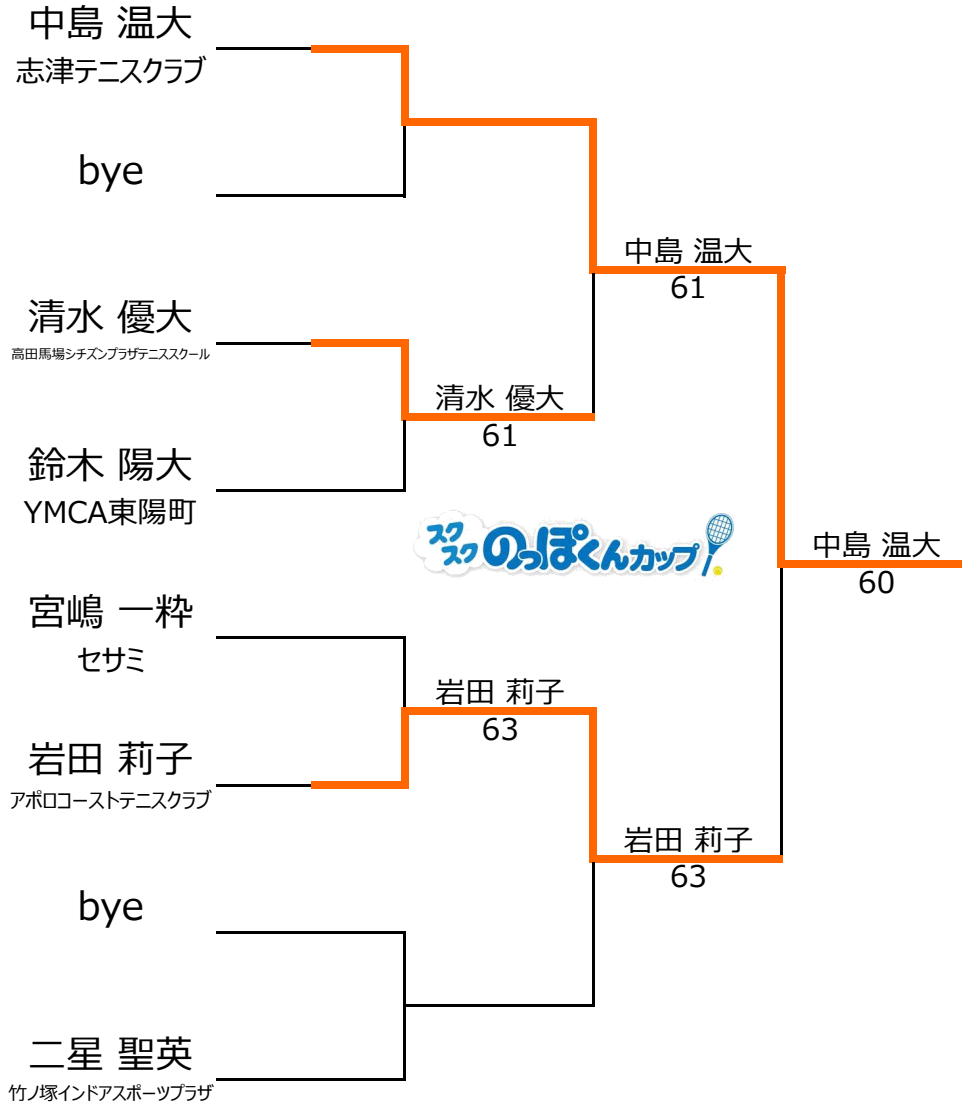 中島 温大
志津テニスクラブ
bye
清水 優大
高田馬場シチズンプラザテニススクール
鈴木 陽大
YMCA東陽町
宮嶋 一粋
セサミ
岩田 莉子
アポロコーストテニスクラブ
bye
二星 聖英
竹ノ塚インドアスポーツプラザ
清水 優大
61
スクスク のっぽくんカップ
岩田 莉子
63
中島 温大
61
岩田 莉子
63
中島 温大
60